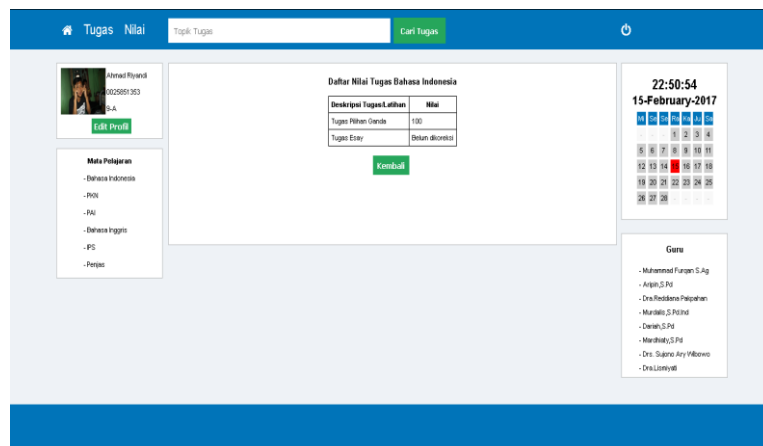 Tugas Nilai
Topik Tugas
Cari Tugas
Ahmad Riyandi
0025851353
9-A
Edit Profil
Mata Pelajaran
- Bahasa Indonesia
- PKN
- PAI
- Bahasa Inggris
- IPS
- Penjas
Daftar Nilai Tugas Bahasa Indonesia
Deskripsi Tugas/Latihan Nilai
Tugas Pilihan Ganda 100
Tugas Esay Belum dikoreksi
Kembali
22:50:54
15-February-2017
Mi Se Se Ra Ka Ju Sa
- - - 1 2 3 4
5 6 7 8 9 10 11
12 13 14 15 16 17 18
19 20 21 22 23 24 25
26 27 28 - - - -
Guru
- Muhammad Furqan S.Ag
- Aripin,S.Pd
- Dra.Reddiana Pakpahan
- Murdalis,S.Pd.Ind
- Dariah,S.Pd
- Mardhiaty,S.Pd
- Drs. Sujono Ary Wibowo
- Dra.Lismiyati